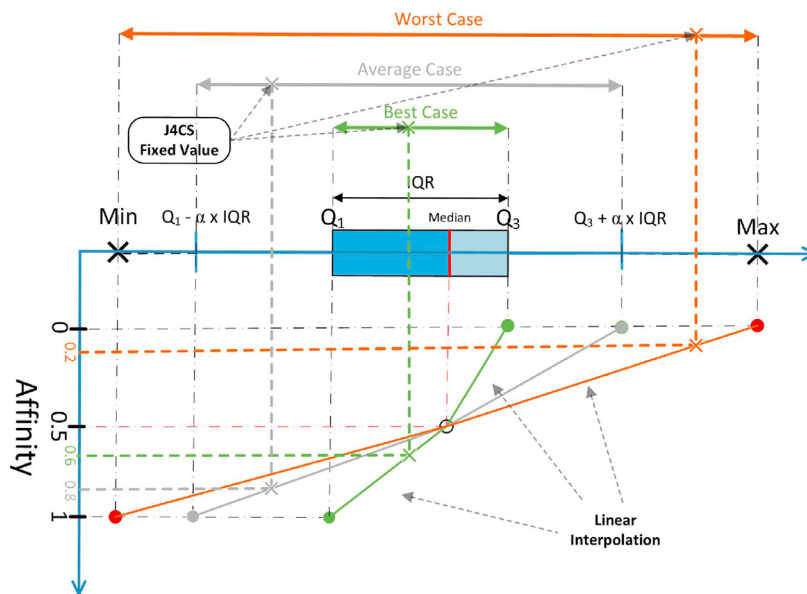 Worst Case
Average Case
Best Case
J4CS
Fixed Value
IQR
Min
Q1 - α x IQR
Q1
Median
Q3
Q3 + α x IQR
Max
0
0.2
0.5
0.6
0.8
1
Affinity
Linear
Interpolation